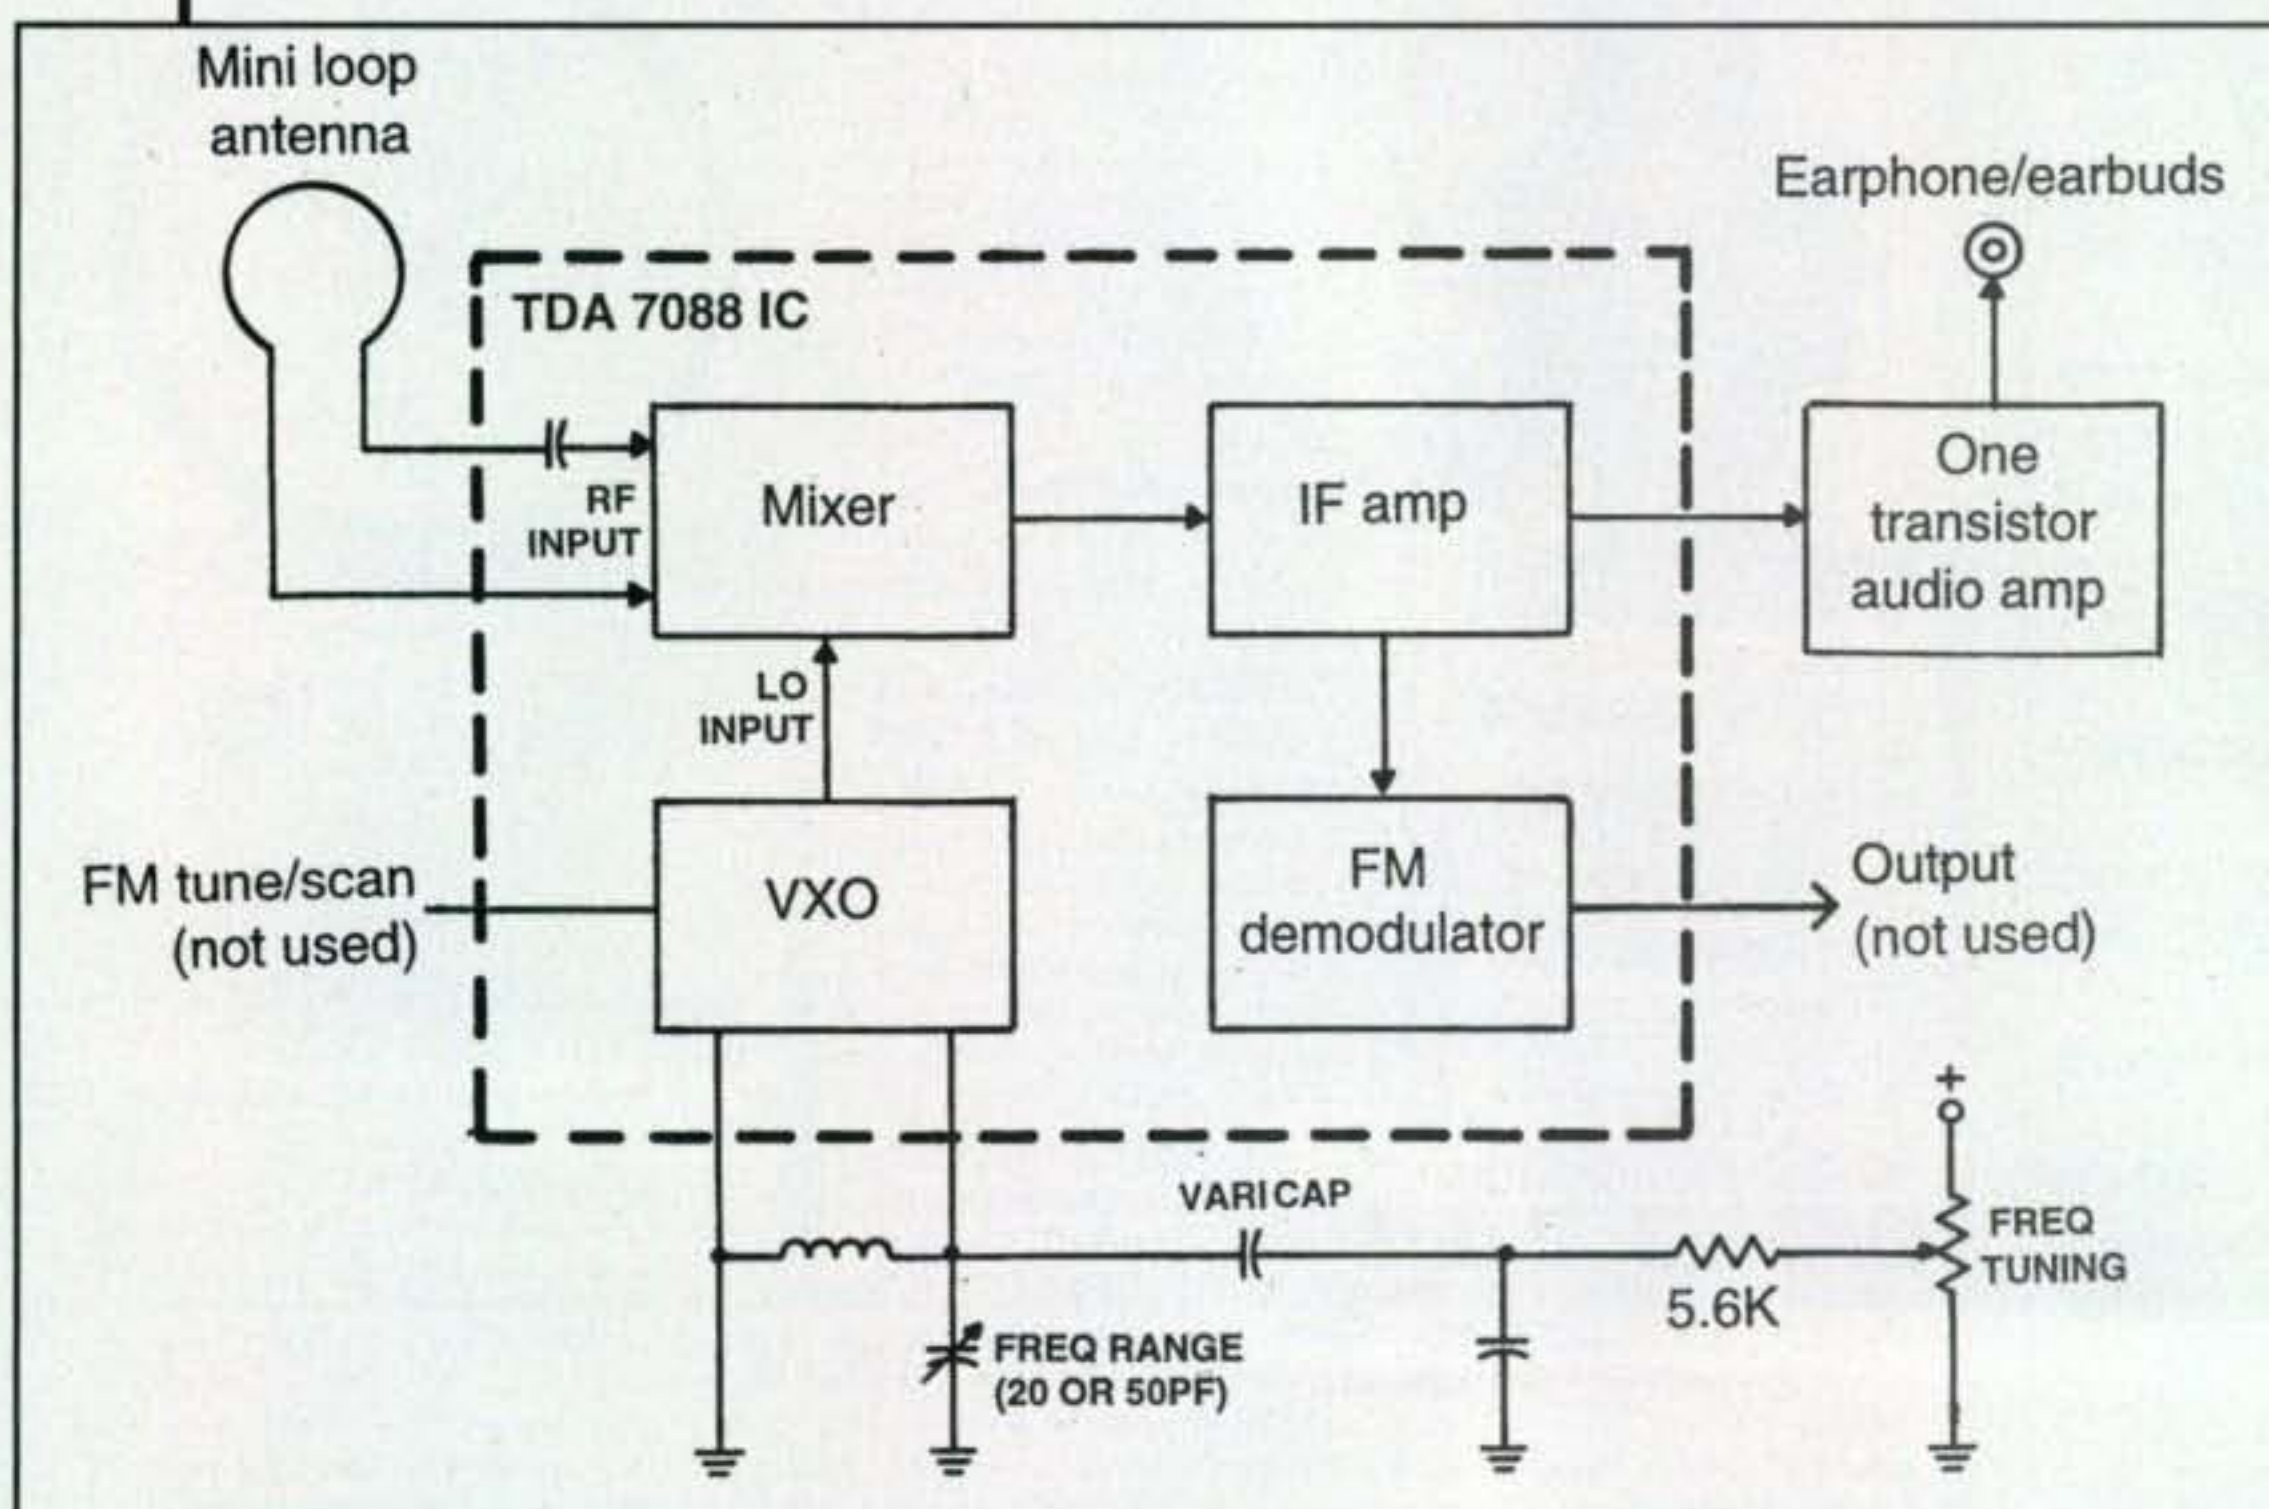 Mini loop
antenna
Earphone/earbuds
TDA 7088 IC
RF
INPUT
Mixer
IF amp
One
transistor
audio amp
LO
INPUT
FM tune/scan
(not used)
VXO
FM
demodulator
Output
(not used)
+
VARICAP
FREQ
TUNING
5.6K
FREQ RANGE
(20 OR 50PF)